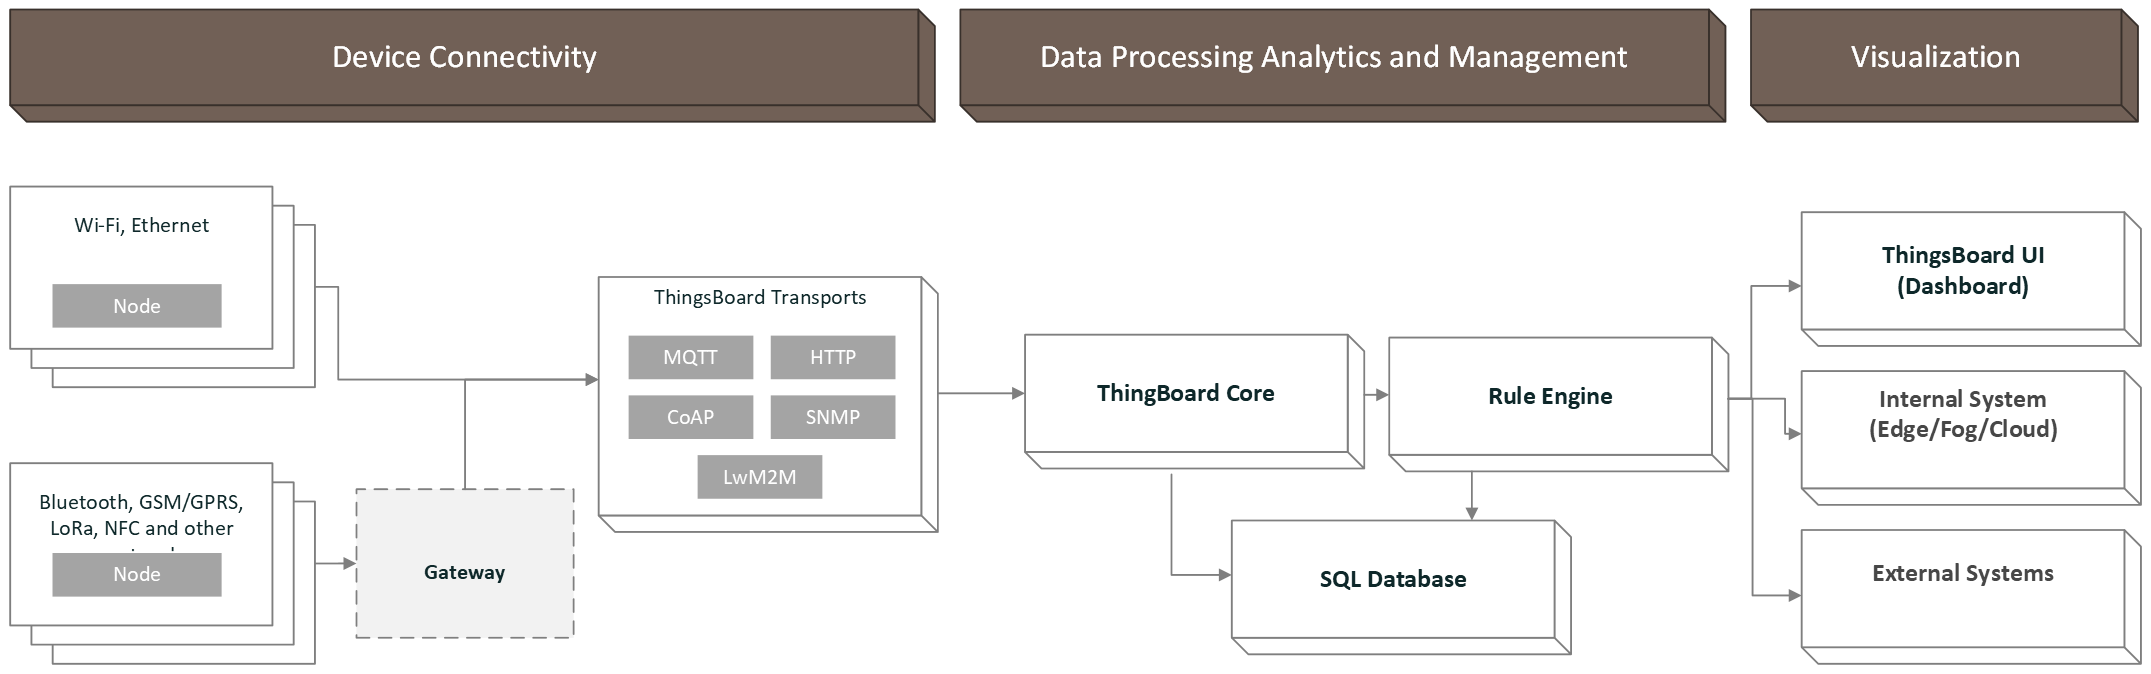 Device Connectivity
Data Processing Analytics and Management
Visualization
Wi-Fi, Ethernet
Node
Bluetooth, GSM/GPRS,
LoRa, NFC and other
Node
Gateway
ThingsBoard Transports
MQTT
HTTP
CoAP
SNMP
LwM2M
ThingBoard Core
Rule Engine
SQL Database
ThingsBoard UI
(Dashboard)
Internal System
(Edge/Fog/Cloud)
External Systems